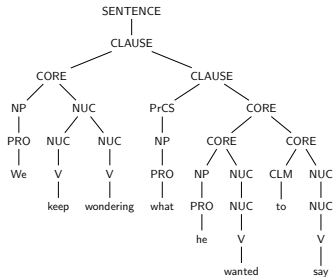 SENTENCE
CLAUSE
CORE CLAUSE
NP NUC PrCS CORE
PRO NUC NUC NP CORE CORE
We V V PRO NP NUC CLM NUC
keep wondering what PRO NUC to NUC
he V V
wanted say